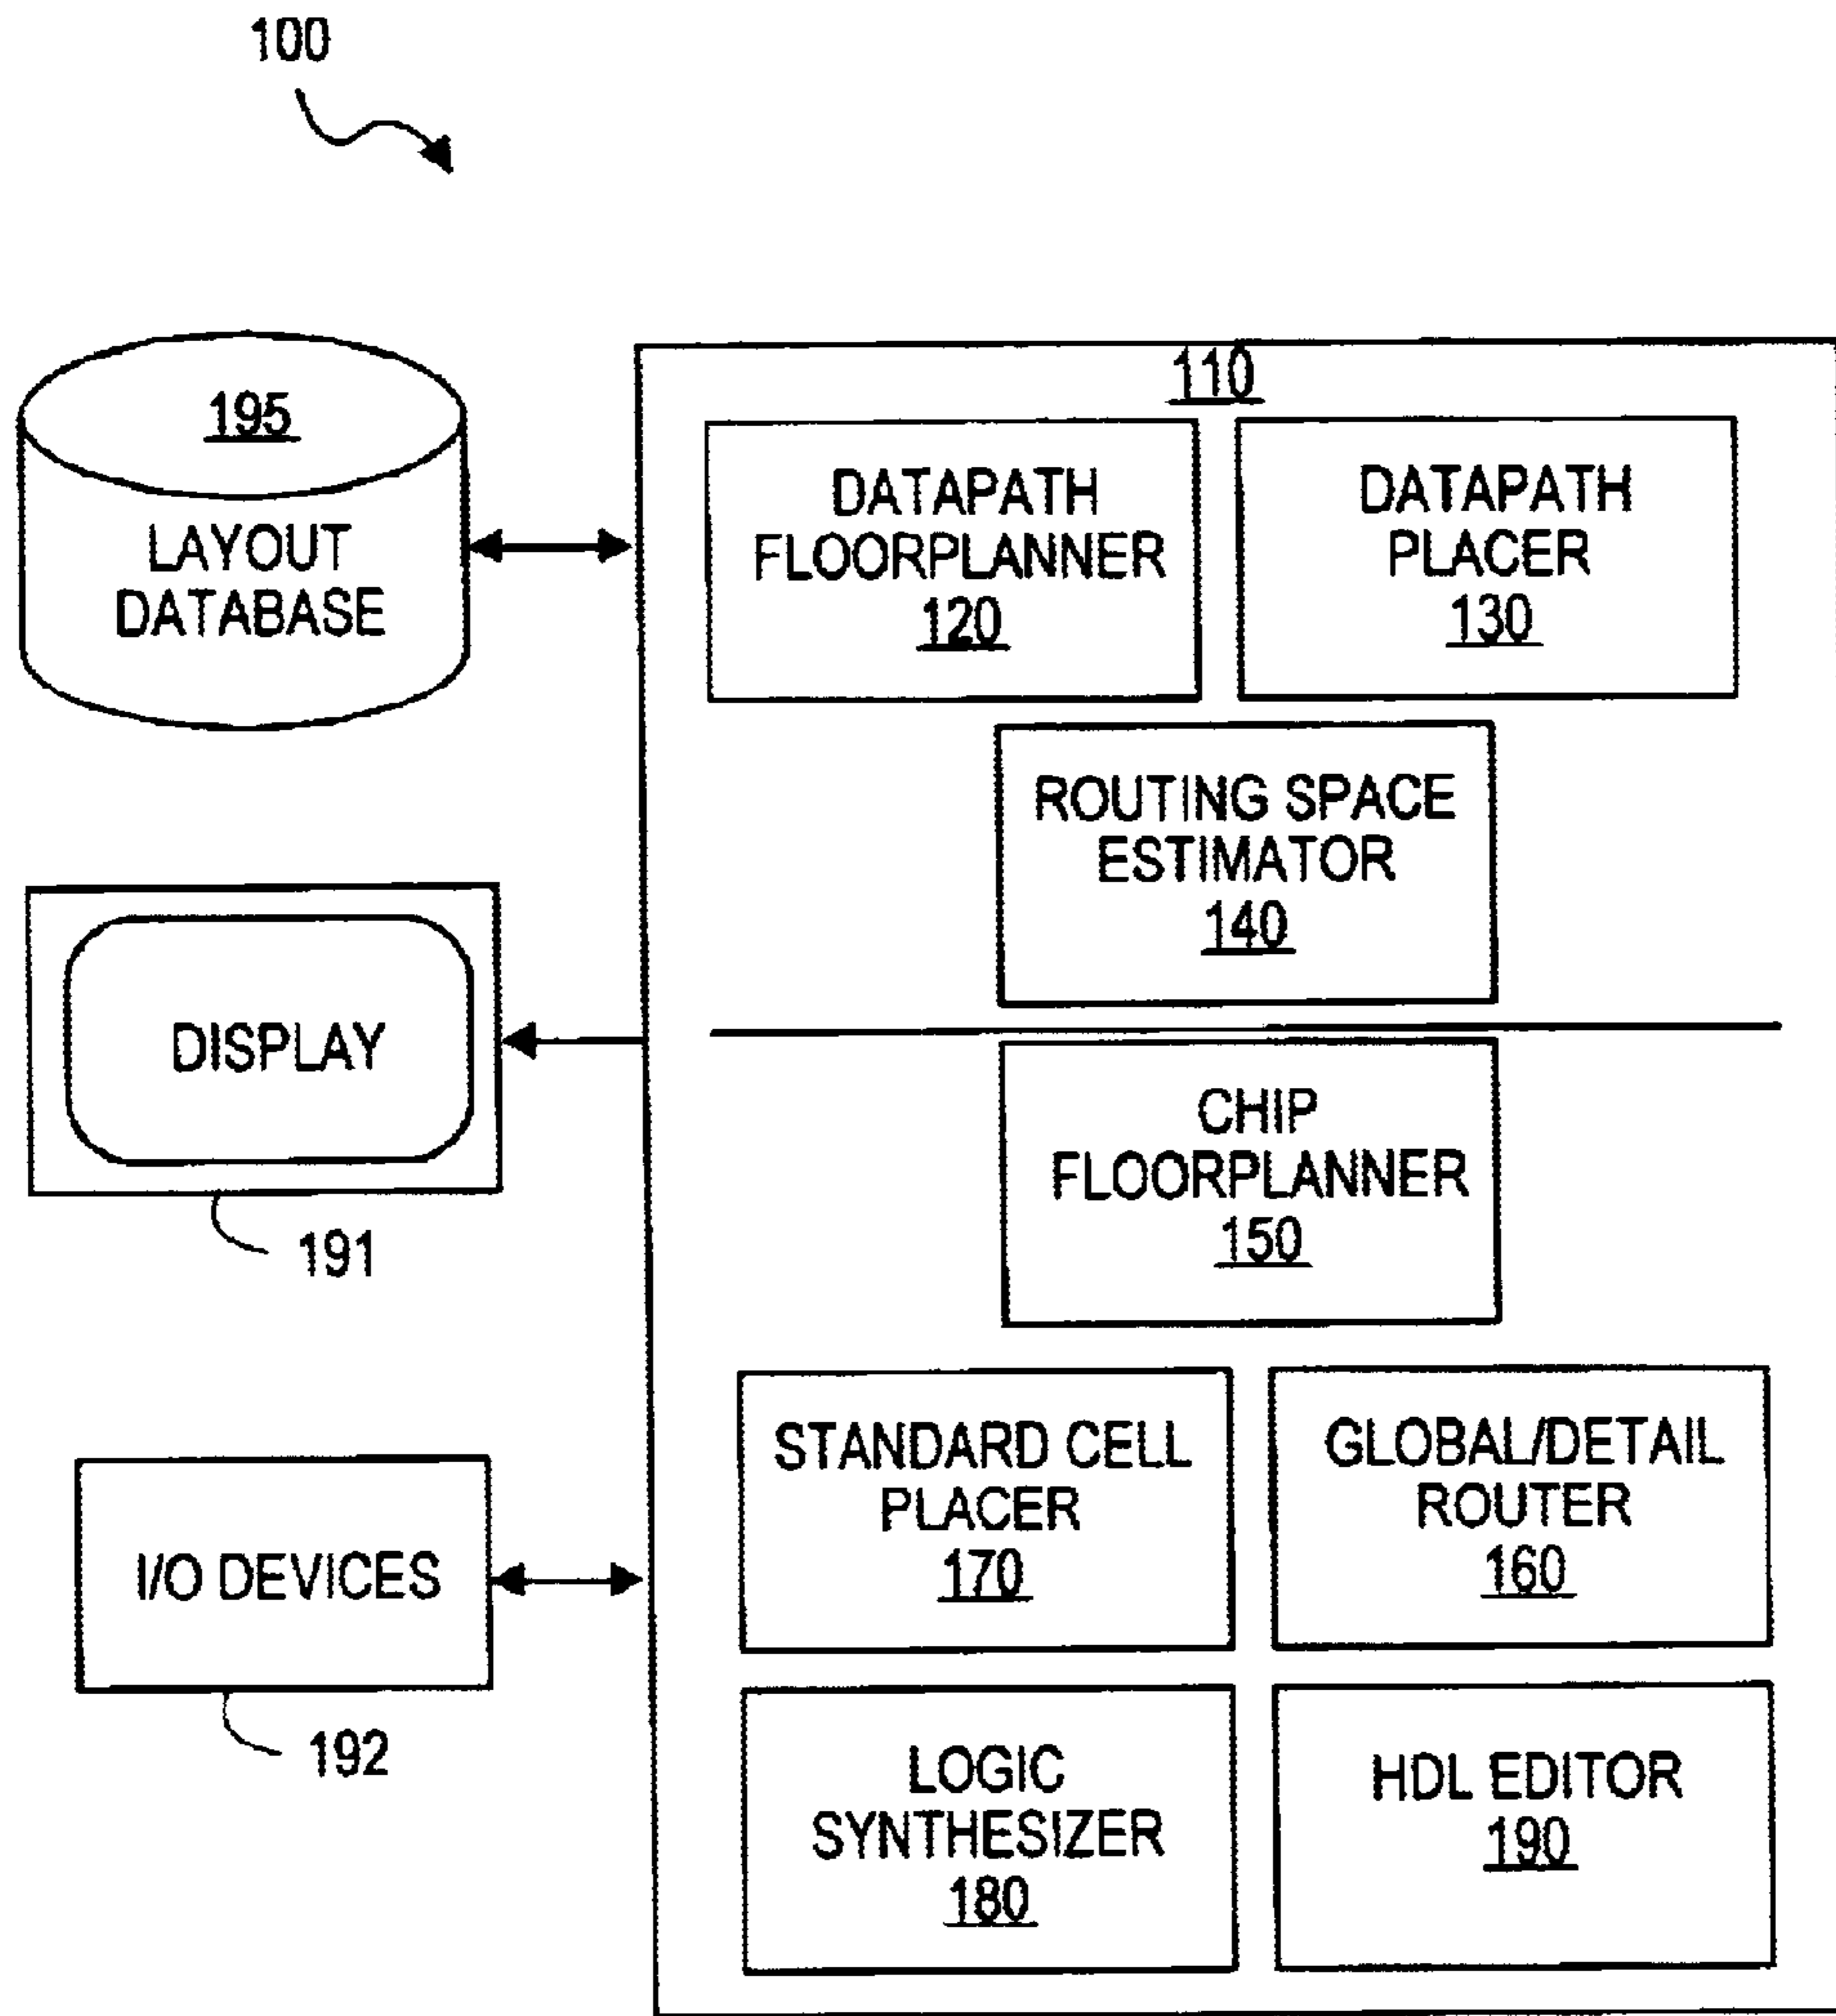 100
195
LAYOUT
DATABASE
DISPLAY
191
I/O DEVICES
192
110
DATAPATH
FLOORPLANNER
120
DATAPATH
PLACER
130
ROUTING SPACE
ESTIMATOR
140
CHIP
FLOORPLANNER
150
STANDARD CELL
PLACER
170
GLOBAL/DETAIL
ROUTER
160
LOGIC
SYNTHESIZER
180
HDL EDITOR
190